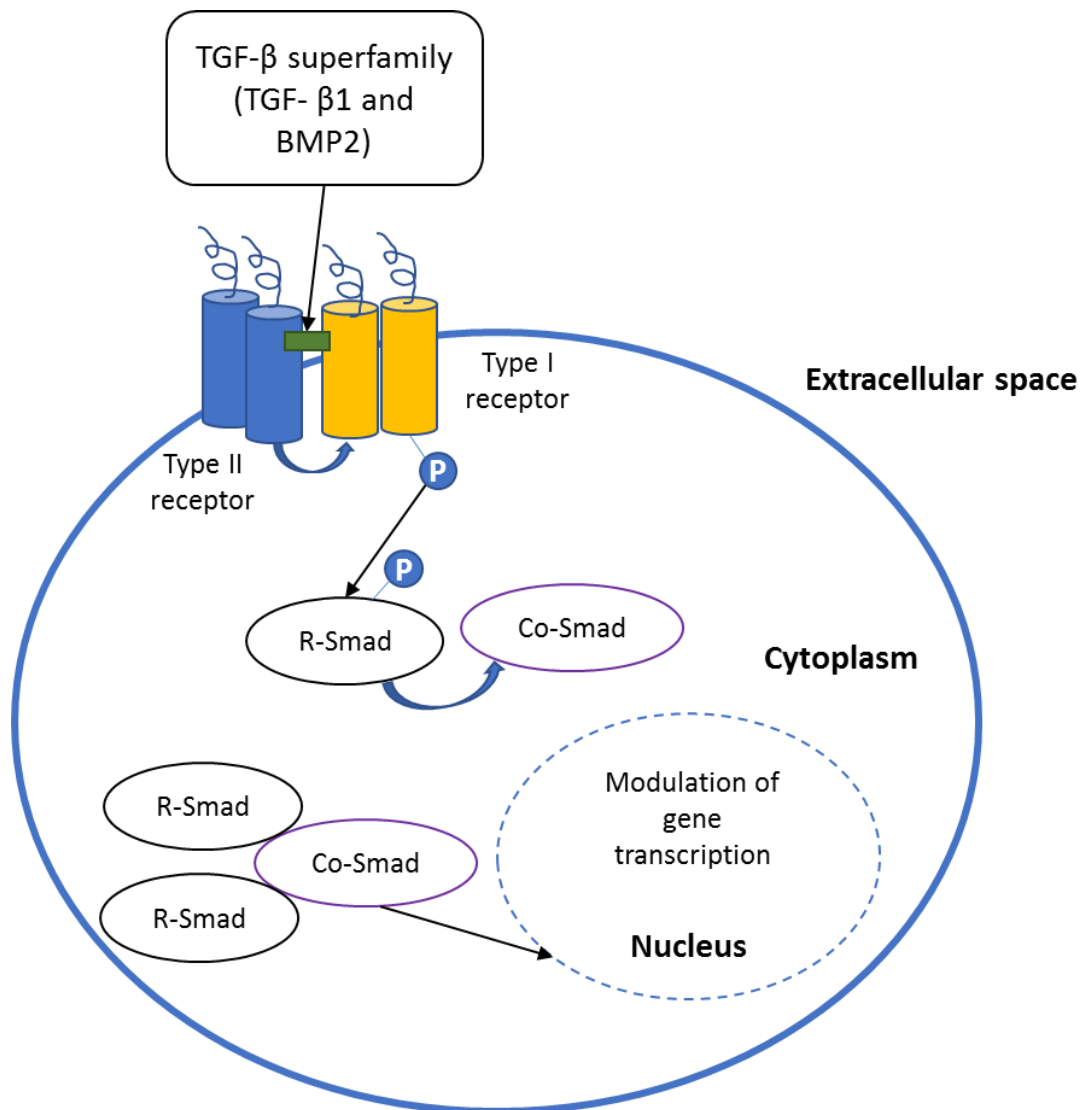 TGF-β superfamily
(TGF- β1 and
BMP2)
Type I
receptor
Extracellular space
Type II
receptor
P
P
R-Smad
Co-Smad
Cytoplasm
Modulation of
gene
transcription
R-Smad
Co-Smad
R-Smad
Nucleus